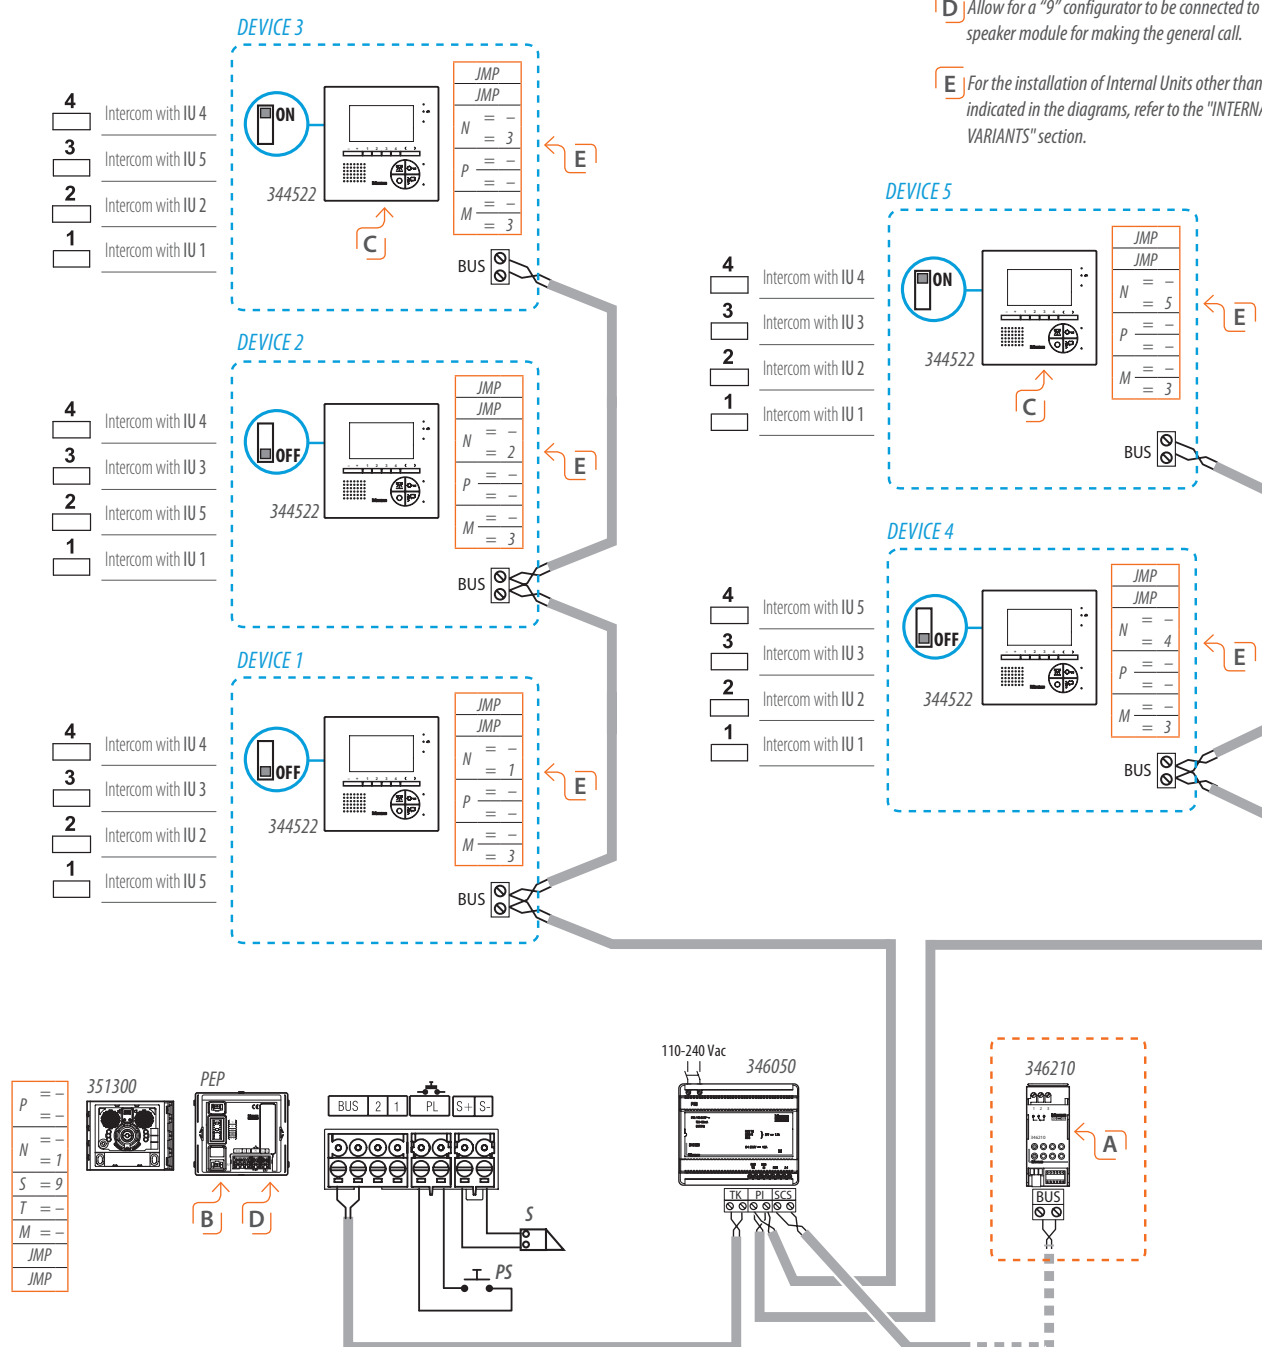 D Allow for a "9" configurator to be connected to
speaker module for making the general call.
E For the installation of Internal Units other than
indicated in the diagrams, refer to the "INTERNA
VARIANTS" section.
DEVICE 3
4 Intercom with IU 4
3 Intercom with IU 5
2 Intercom with IU 2
1 Intercom with IU 1
ON
344522
C
JMP
JMP
N = –
= 3
P = –
= –
M = –
= 3
E
BUS
DEVICE 2
4 Intercom with IU 4
3 Intercom with IU 3
2 Intercom with IU 5
1 Intercom with IU 1
OFF
344522
JMP
JMP
N = –
= 2
P = –
= –
M = –
= 3
E
BUS
DEVICE 1
4 Intercom with IU 4
3 Intercom with IU 3
2 Intercom with IU 2
1 Intercom with IU 5
OFF
344522
JMP
JMP
N = –
= 1
P = –
= –
M = –
= 3
E
BUS
DEVICE 5
4 Intercom with IU 4
3 Intercom with IU 3
2 Intercom with IU 2
1 Intercom with IU 1
ON
344522
C
JMP
JMP
N = –
= 5
P = –
= –
M = –
= 3
E
BUS
DEVICE 4
4 Intercom with IU 5
3 Intercom with IU 3
2 Intercom with IU 2
1 Intercom with IU 1
OFF
344522
JMP
JMP
N = –
= 4
P = –
= –
M = –
= 3
E
BUS
P = –
= –
N = –
= 1
S = 9
T = –
M = –
JMP
JMP
351300
PEP
B
D
BUS 2 1 PL S+ S-
S
PS
110-240 Vac
346050
TK PI SCS
346210
1 2 3
346210
BUS
A